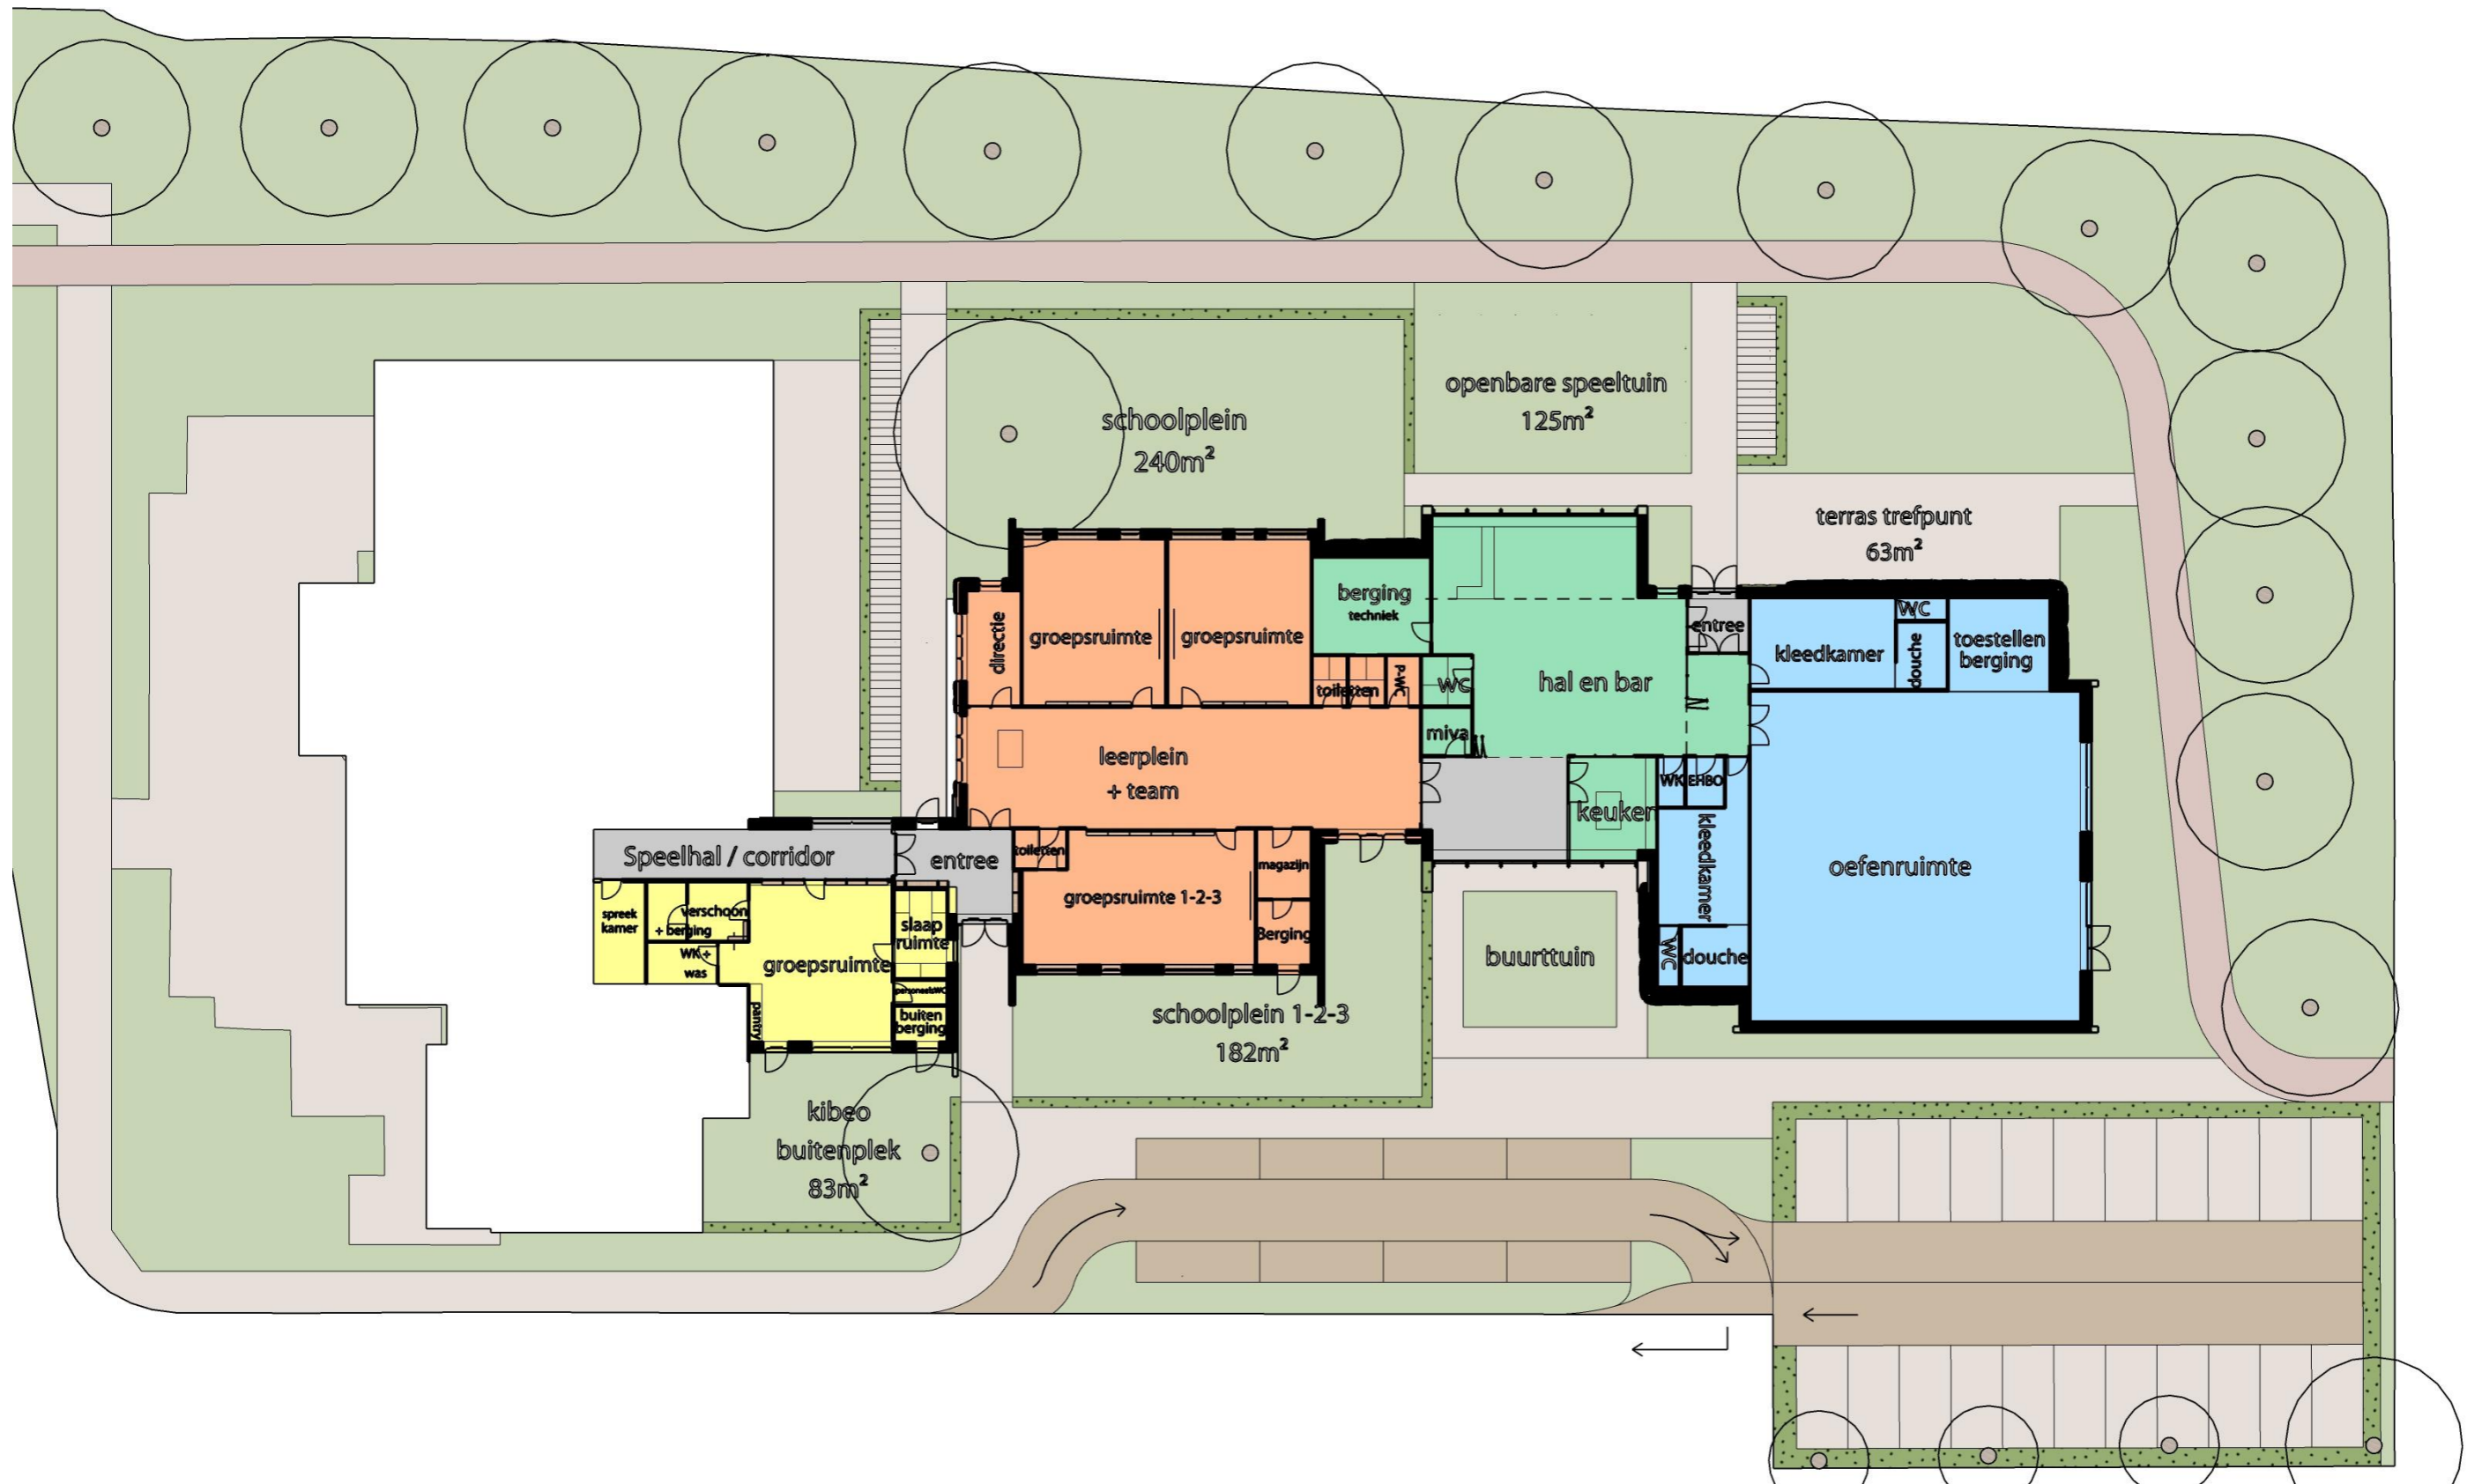 openbare speeltuin
125m²
schoolplein
240m²
terras trefpunt
63m²
berging
techniek
directie
groepsruimte
groepsruimte
entree
WC
kleedkamer
douche
toestellen
berging
toiletten
P-WC
WC
hal en bar
miva
leerplein
+ team
WK
EHBO
keuken
kleedkamer
oefenruimte
Speelhal / corridor
entree
toiletten
magazijn
groepsruimte 1-2-3
Berging
spreek
kamer
verschoon
+ berging
WK +
was
groepsruimte
slaap
ruimte
personeelsWC
buiten
berging
pantry
WC
douche
buurttuin
schoolplein 1-2-3
182m²
kibeo
buitenplek
83m²